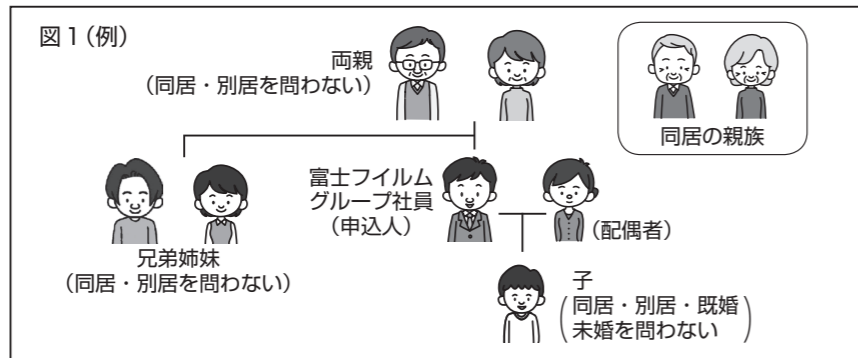 図1(例)
両親
(同居・別居を問わない)
同居の親族
富士フイルム
グループ社員
(申込人)
(配偶者)
兄弟姉妹
(同居・別居を問わない)
子
(同居・別居・既婚
未婚を問わない)